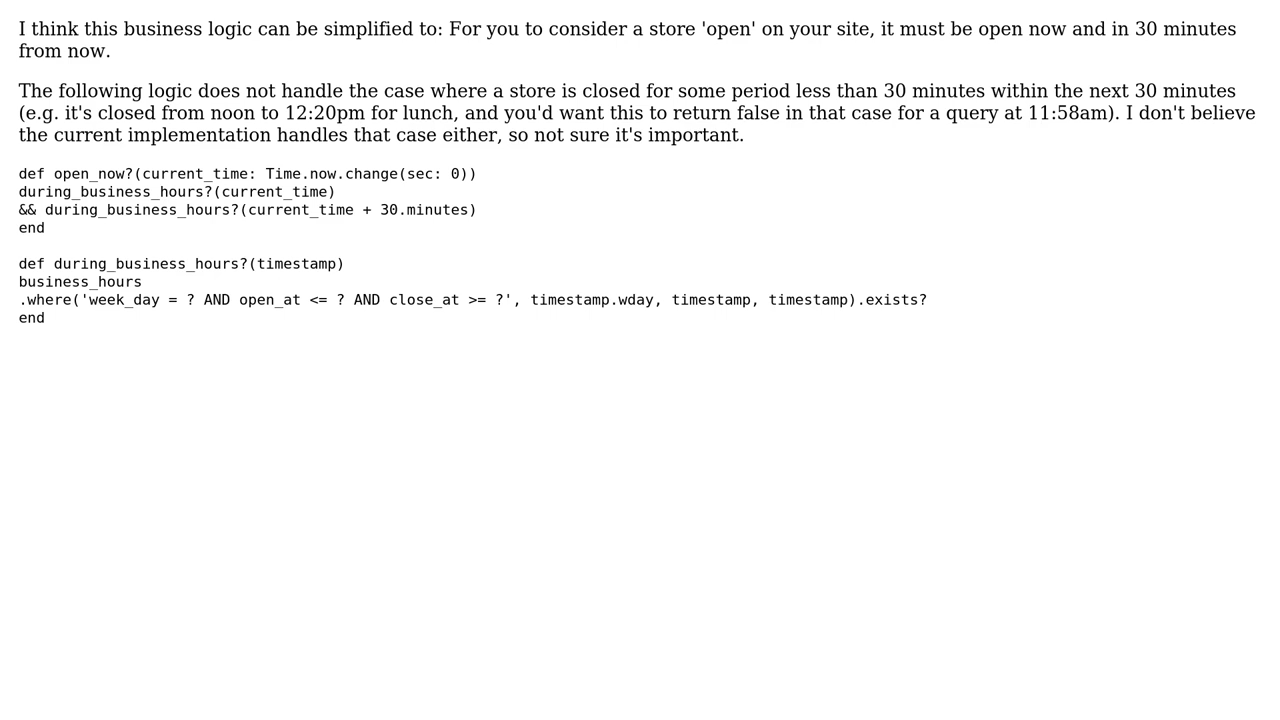 I think this business logic can be simplified to: For you to consider a store 'open' on your site, it must be open now and in 30 minutes
from now.
The following logic does not handle the case where a store is closed for some period less than 30 minutes within the next 30 minutes
(e.g. it's closed from noon to 12:20pm for lunch, and you'd want this to return false in that case for a query at 11:58am). I don't believe
the current implementation handles that case either, so not sure it's important.
def open_now?(current_time: Time.now.change(sec: 0))
during_business_hours?(current_time)
&& during_business_hours?(current_time + 30.minutes)
end
def during_business_hours?(timestamp)
business_hours
.where('week_day = ? AND open_at <= ? AND close_at >= ?', timestamp.wday, timestamp, timestamp).exists?
end